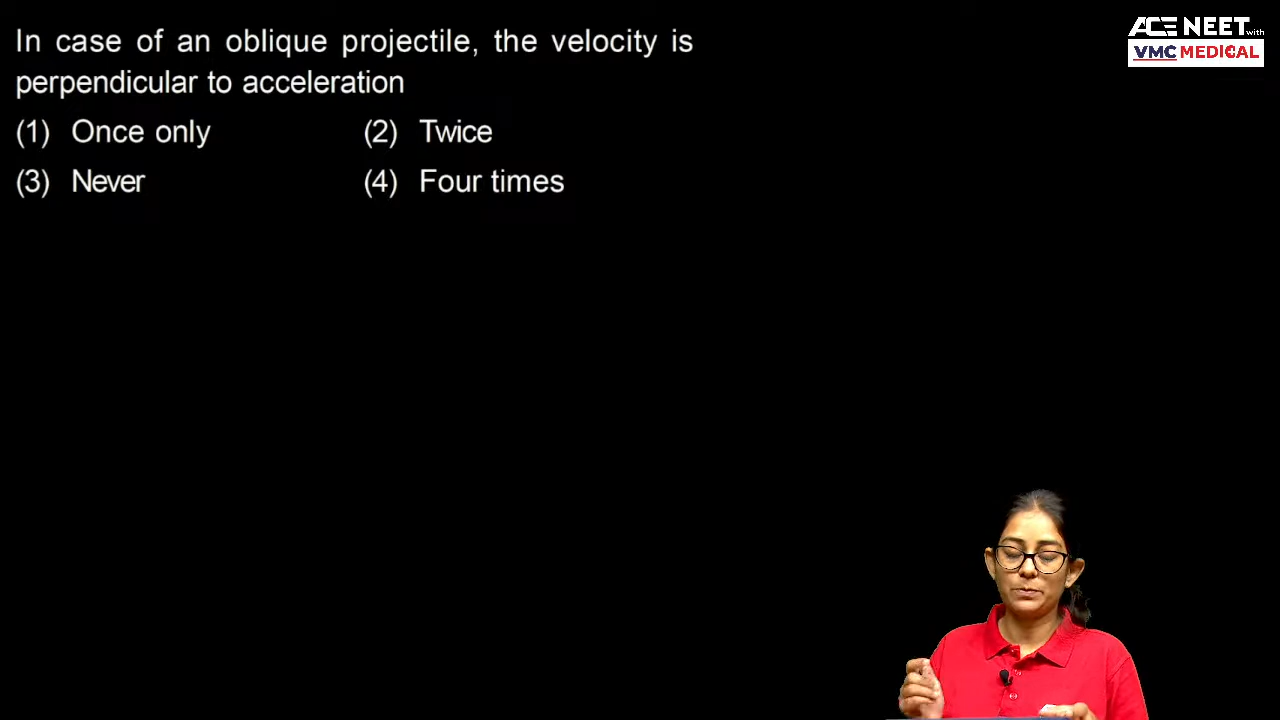 In case of an oblique projectile, the velocity is
perpendicular to acceleration
(1) Once only (2) Twice
(3) Never (4) Four times
ACE NEET with
VMC MEDICAL